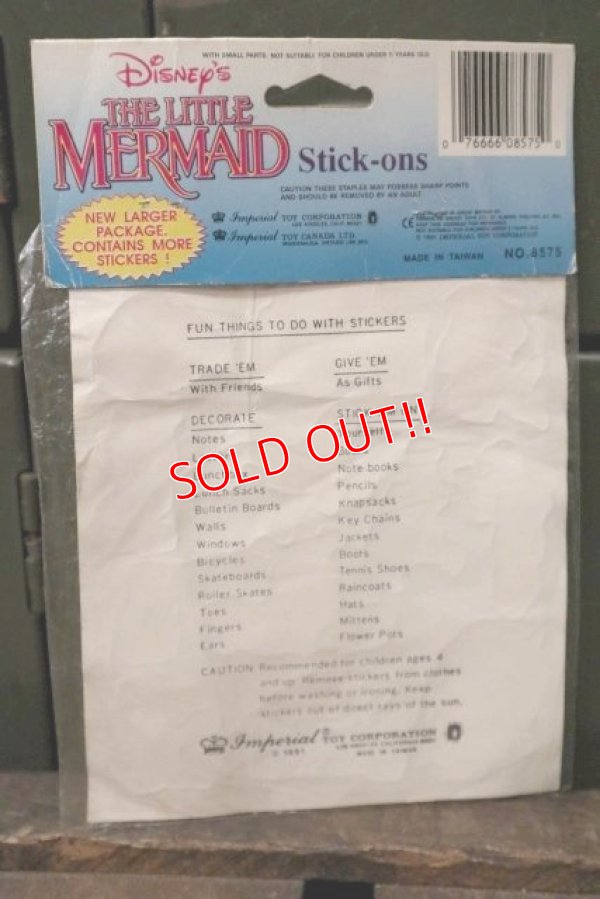 WITH SMALL PARTS. NOT SUITABLE FOR CHILDREN UNDER
DISNEY'S
THE LITTLE
MERMAID
Stick-ons
0 76666 08575 0
CAUTION THESE STAPLES MAY POSSESS SHARP POINTS
AND SHOULD BE REMOVED BY AN ADULT
NEW LARGER
PACKAGE.
CONTAINS MORE
STICKERS !
Imperial TOY CORPORATION
Imperial TOY CANADA LTD.
CE
MADE IN TAIWAN NO. 8575
FUN THINGS TO DO WITH STICKERS
TRADE 'EM
With Friends
GIVE 'EM
As Gifts
DECORATE
Notes
Lunch Sacks
Bulletin Boards
Walls
Windows
Bicycles
Skateboards
Roller Skates
Toes
Fingers
Ears
Note books
Pencils
Knapsacks
Key Chains
Jackets
Boots
Tennis Shoes
Raincoats
Hats
Mittens
Flower Pots
SOLD OUT!!
CAUTION: Recommended for children ages 4
and up. Remove stickers from clothes
before washing or ironing. Keep
stickers out of direct rays of the sun.
Imperial® TOY CORPORATION
© 1991
MADE IN TAIWAN